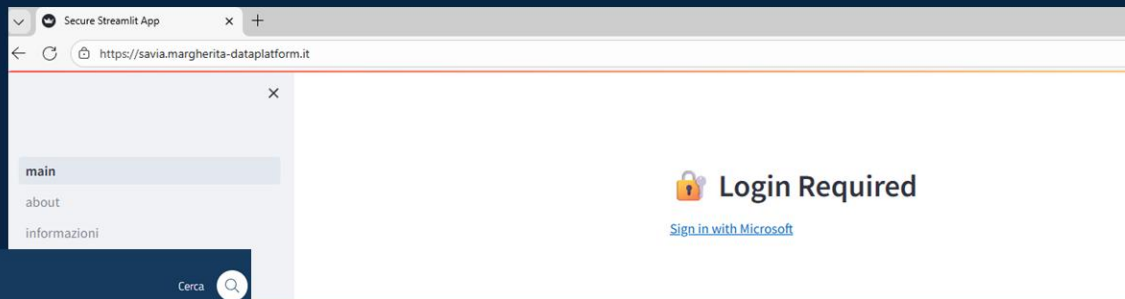 Secure Streamlit App
https://savia.margherita-dataplatform.it
main
about
informazioni
🔐 Login Required
Sign in with Microsoft
Cerca